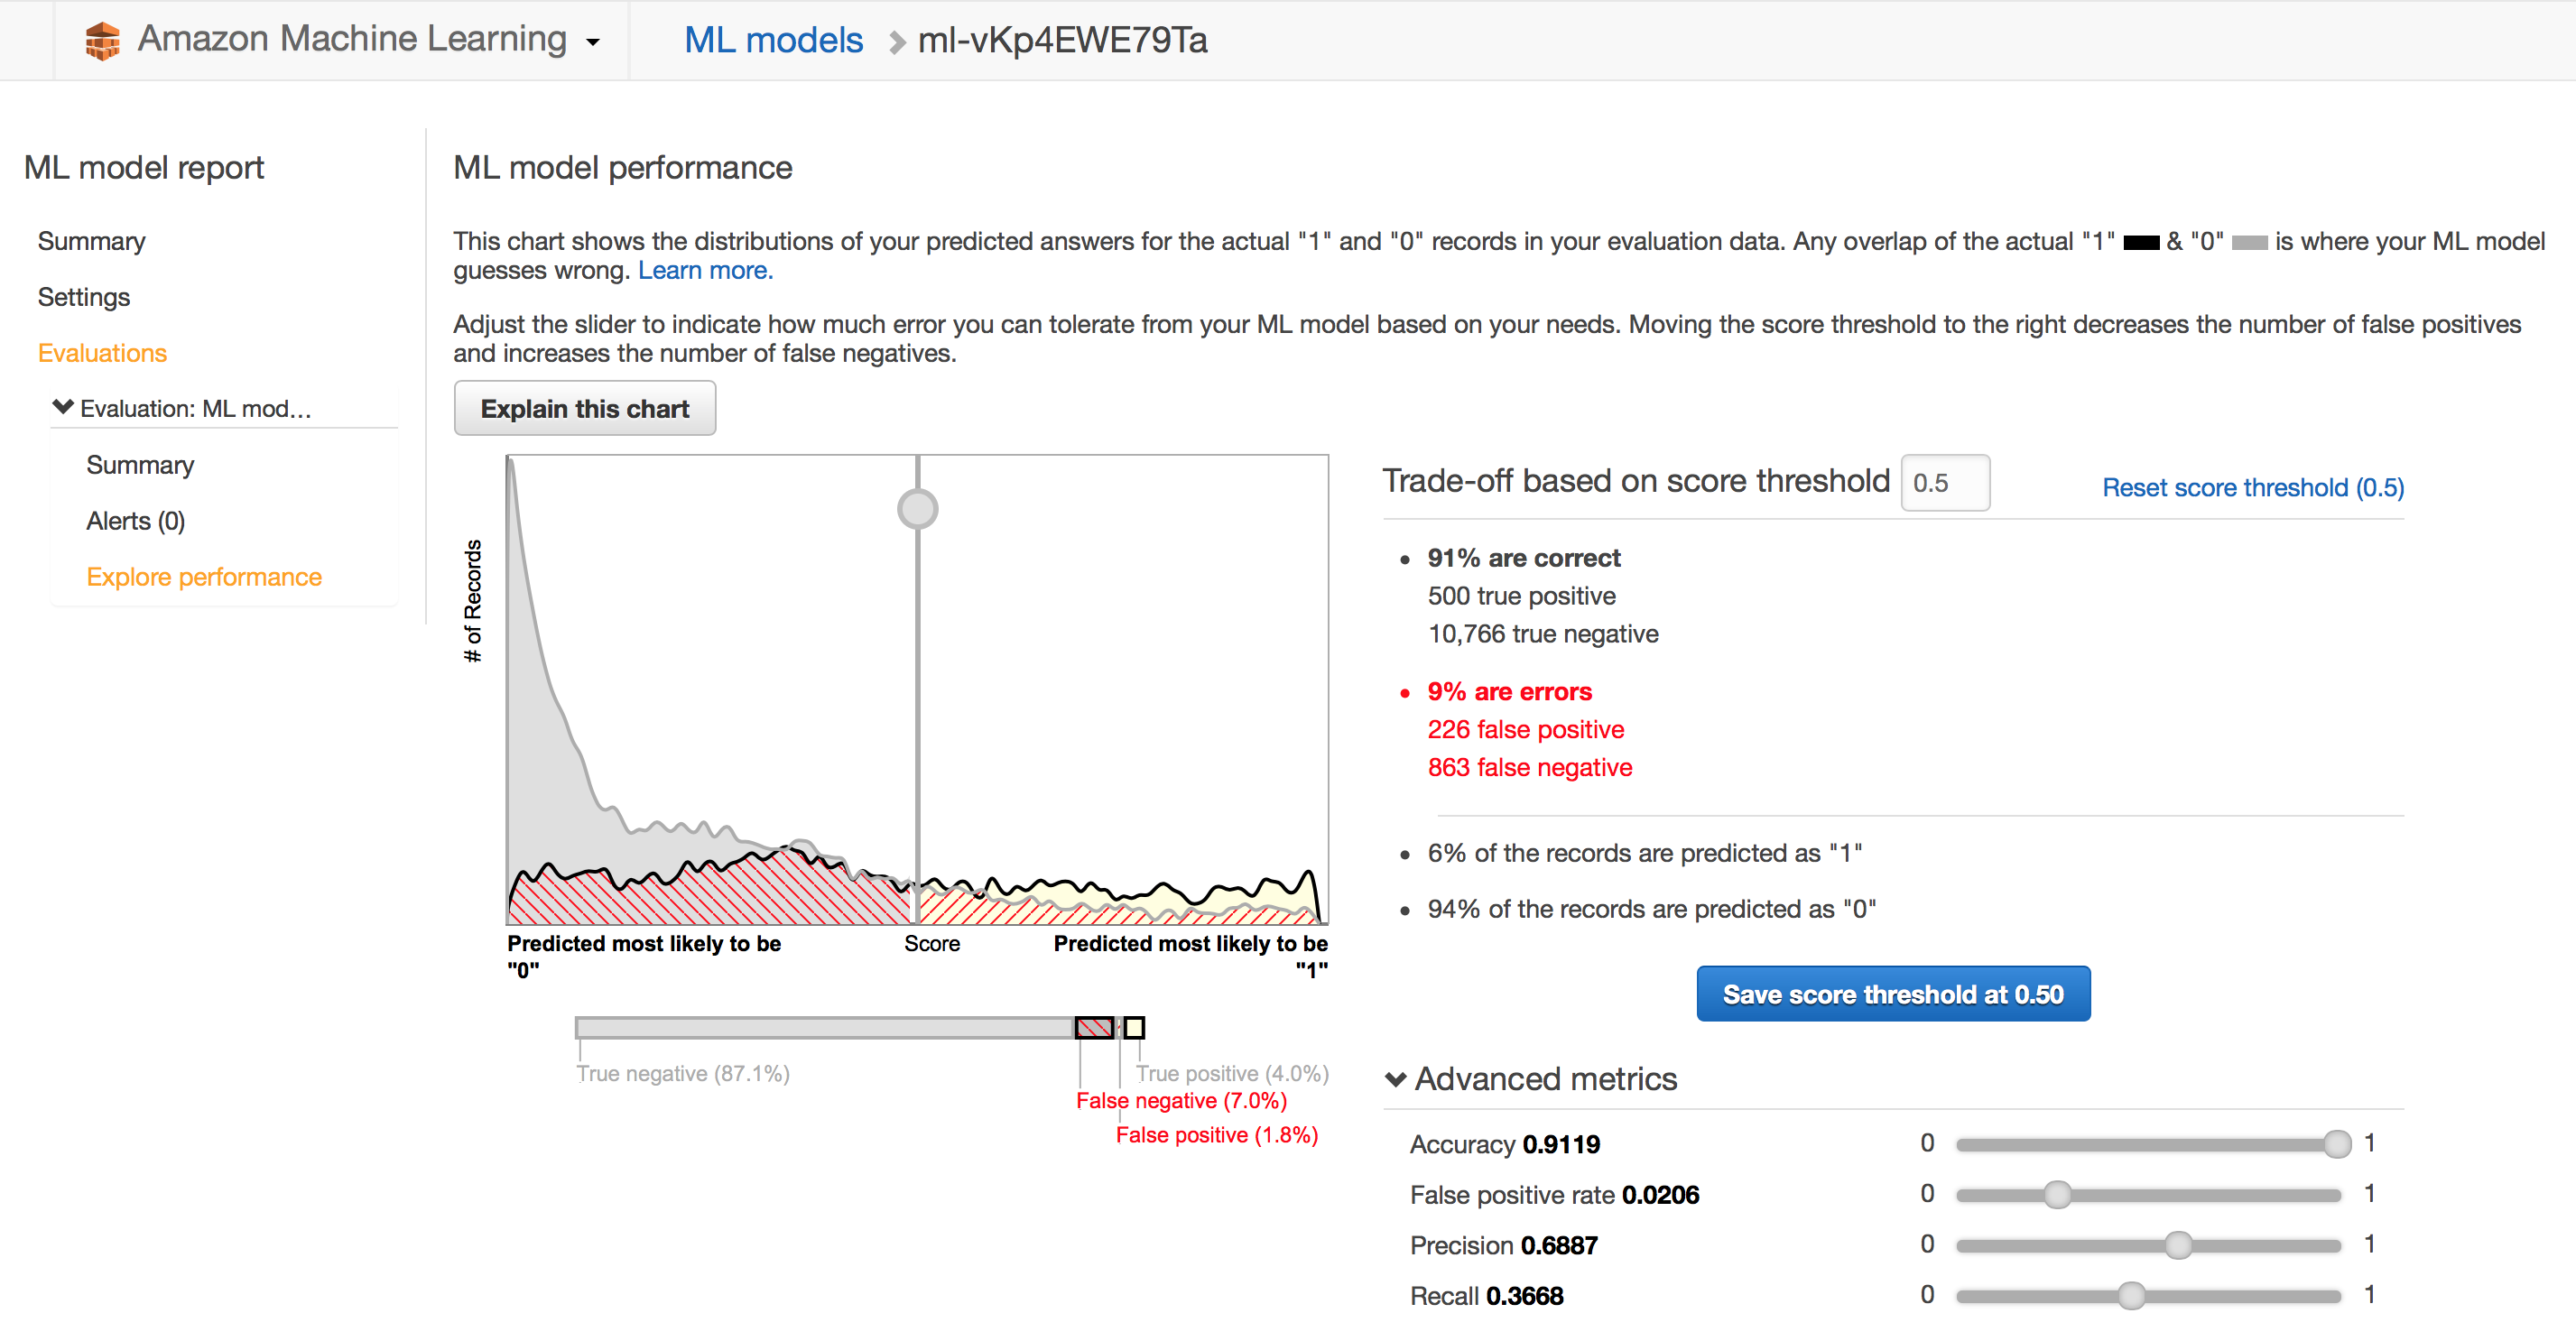 Amazon Machine Learning
ML models > ml-vKp4EWE79Ta
ML model report
Summary
Settings
Evaluations
Evaluation: ML mod...
Summary
Alerts (0)
Explore performance
ML model performance
This chart shows the distributions of your predicted answers for the actual "1" and "0" records in your evaluation data. Any overlap of the actual "1" & "0" is where your ML model
guesses wrong. Learn more.
Adjust the slider to indicate how much error you can tolerate from your ML model based on your needs. Moving the score threshold to the right decreases the number of false positives
and increases the number of false negatives.
Explain this chart
# of Records
Predicted most likely to be
"0"
Score
Predicted most likely to be
"1"
True negative (87.1%)
True positive (4.0%)
False negative (7.0%)
False positive (1.8%)
Trade-off based on score threshold 0.5
Reset score threshold (0.5)
91% are correct
500 true positive
10,766 true negative
9% are errors
226 false positive
863 false negative
6% of the records are predicted as "1"
94% of the records are predicted as "0"
Save score threshold at 0.50
Advanced metrics
Accuracy 0.9119 0 1
False positive rate 0.0206 0 1
Precision 0.6887 0 1
Recall 0.3668 0 1